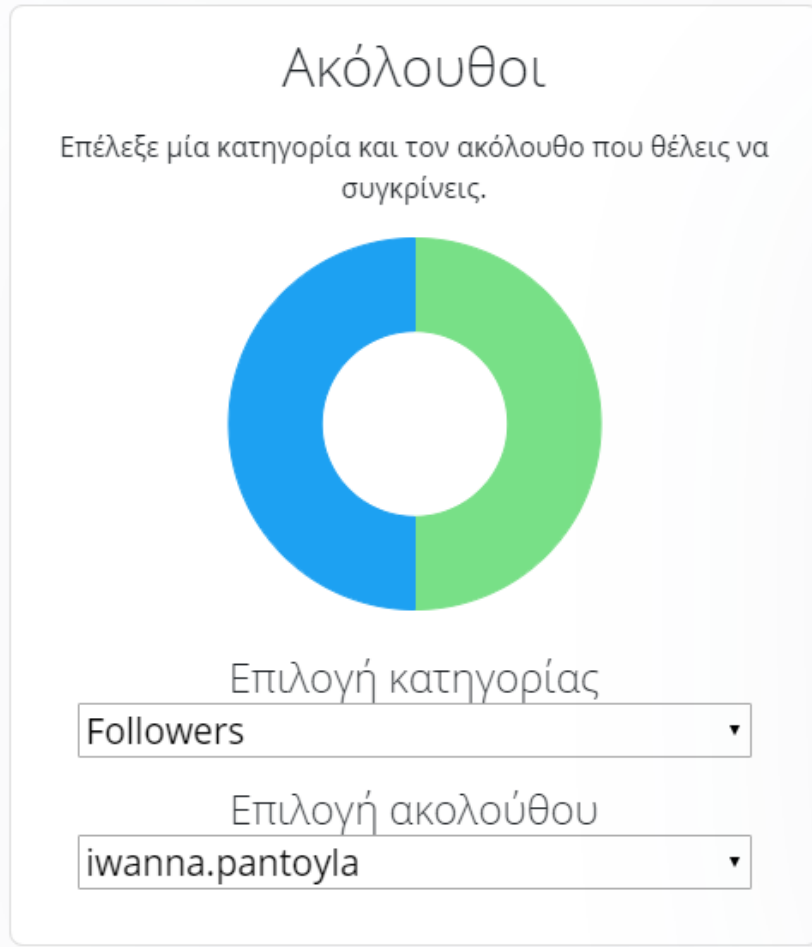 Ακόλουθοι
Επέλεξε μία κατηγορία και τον ακόλουθο που θέλεις να
συγκρίνεις.
Επιλογή κατηγορίας
Followers
Επιλογή ακολούθου
iwanna.pantoyla